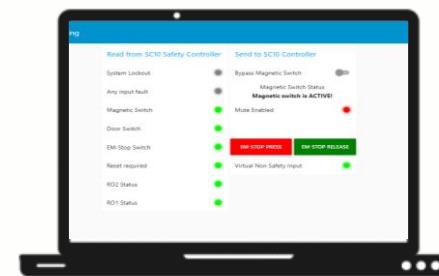 ng
Read from SC10 Safety Controller
System Lockout
Any input fault
Magnetic Switch
Door Switch
EM-Stop Switch
Reset required
RO2 Status
RO1 Status
Send to SC10 Controller
Bypass Magnetic Switch
Magnetic Switch Status
Magnetic switch is ACTIVE!
Mute Enabled
EM-STOP PRESS
EM-STOP RELEASE
Virtual Non Safety Input